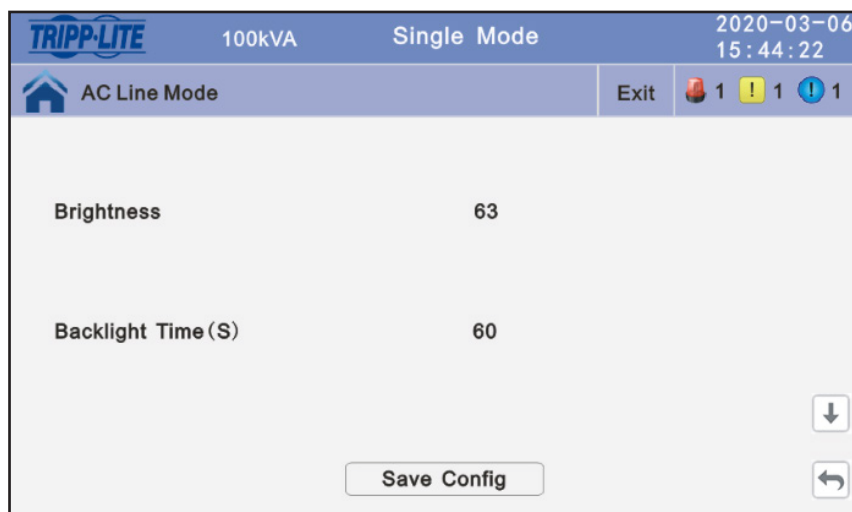 TRIPP·LITE 100kVA Single Mode 2020-03-06
15:44:22
AC Line Mode Exit 1 ! 1 ! 1
Brightness 63
Backlight Time(S) 60
Save Config